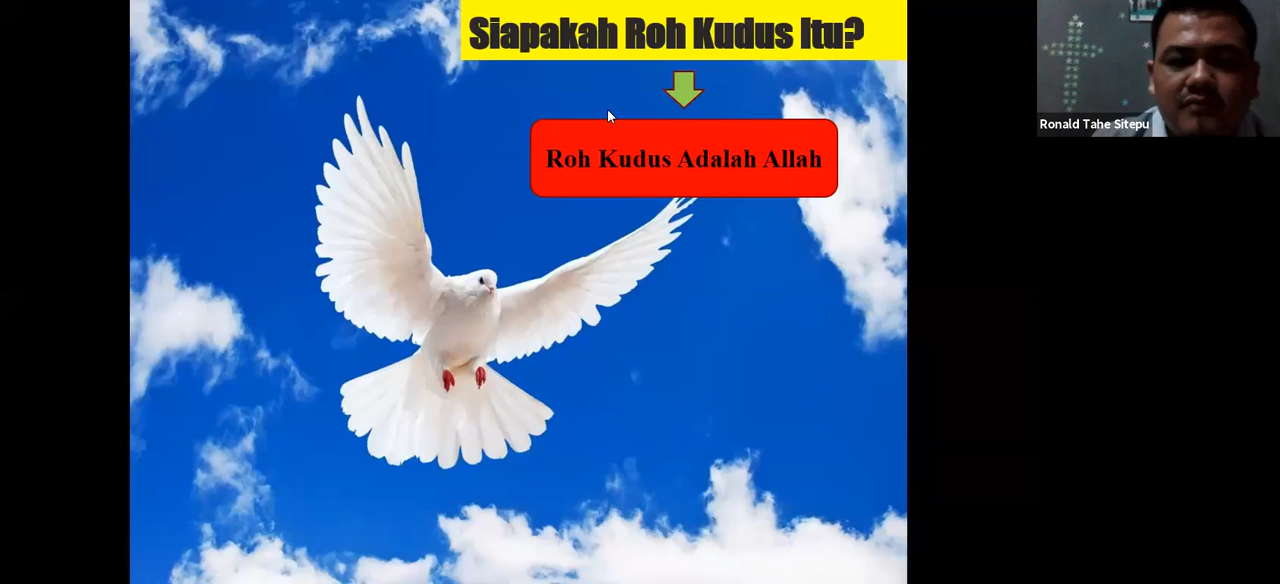 Siapakah Roh Kudus Itu?
Roh Kudus Adalah Allah
Ronald Tahe Sitepu